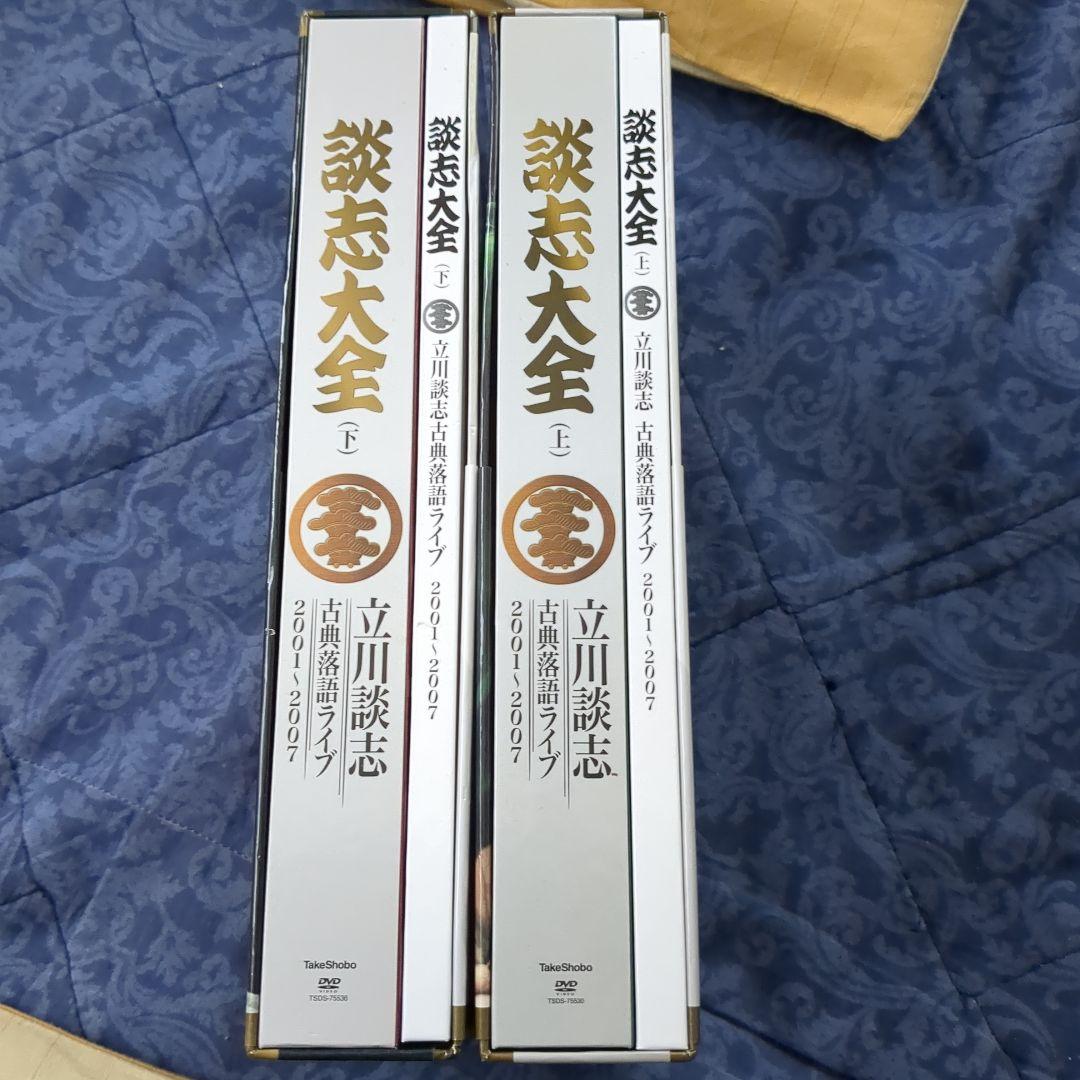 談志大全
（下）
立川談志
古典落語ライブ
2001〜2007
TakeShobo
DVD
VIDEO
TSDS-75536
談志大全
（下）
立川談志 古典落語ライブ 2001〜2007
談志大全
（上）
立川談志
古典落語ライブ
2001〜2007
TakeShobo
DVD
VIDEO
TSDS-75530
談志大全
（上）
立川談志 古典落語ライブ 2001〜2007